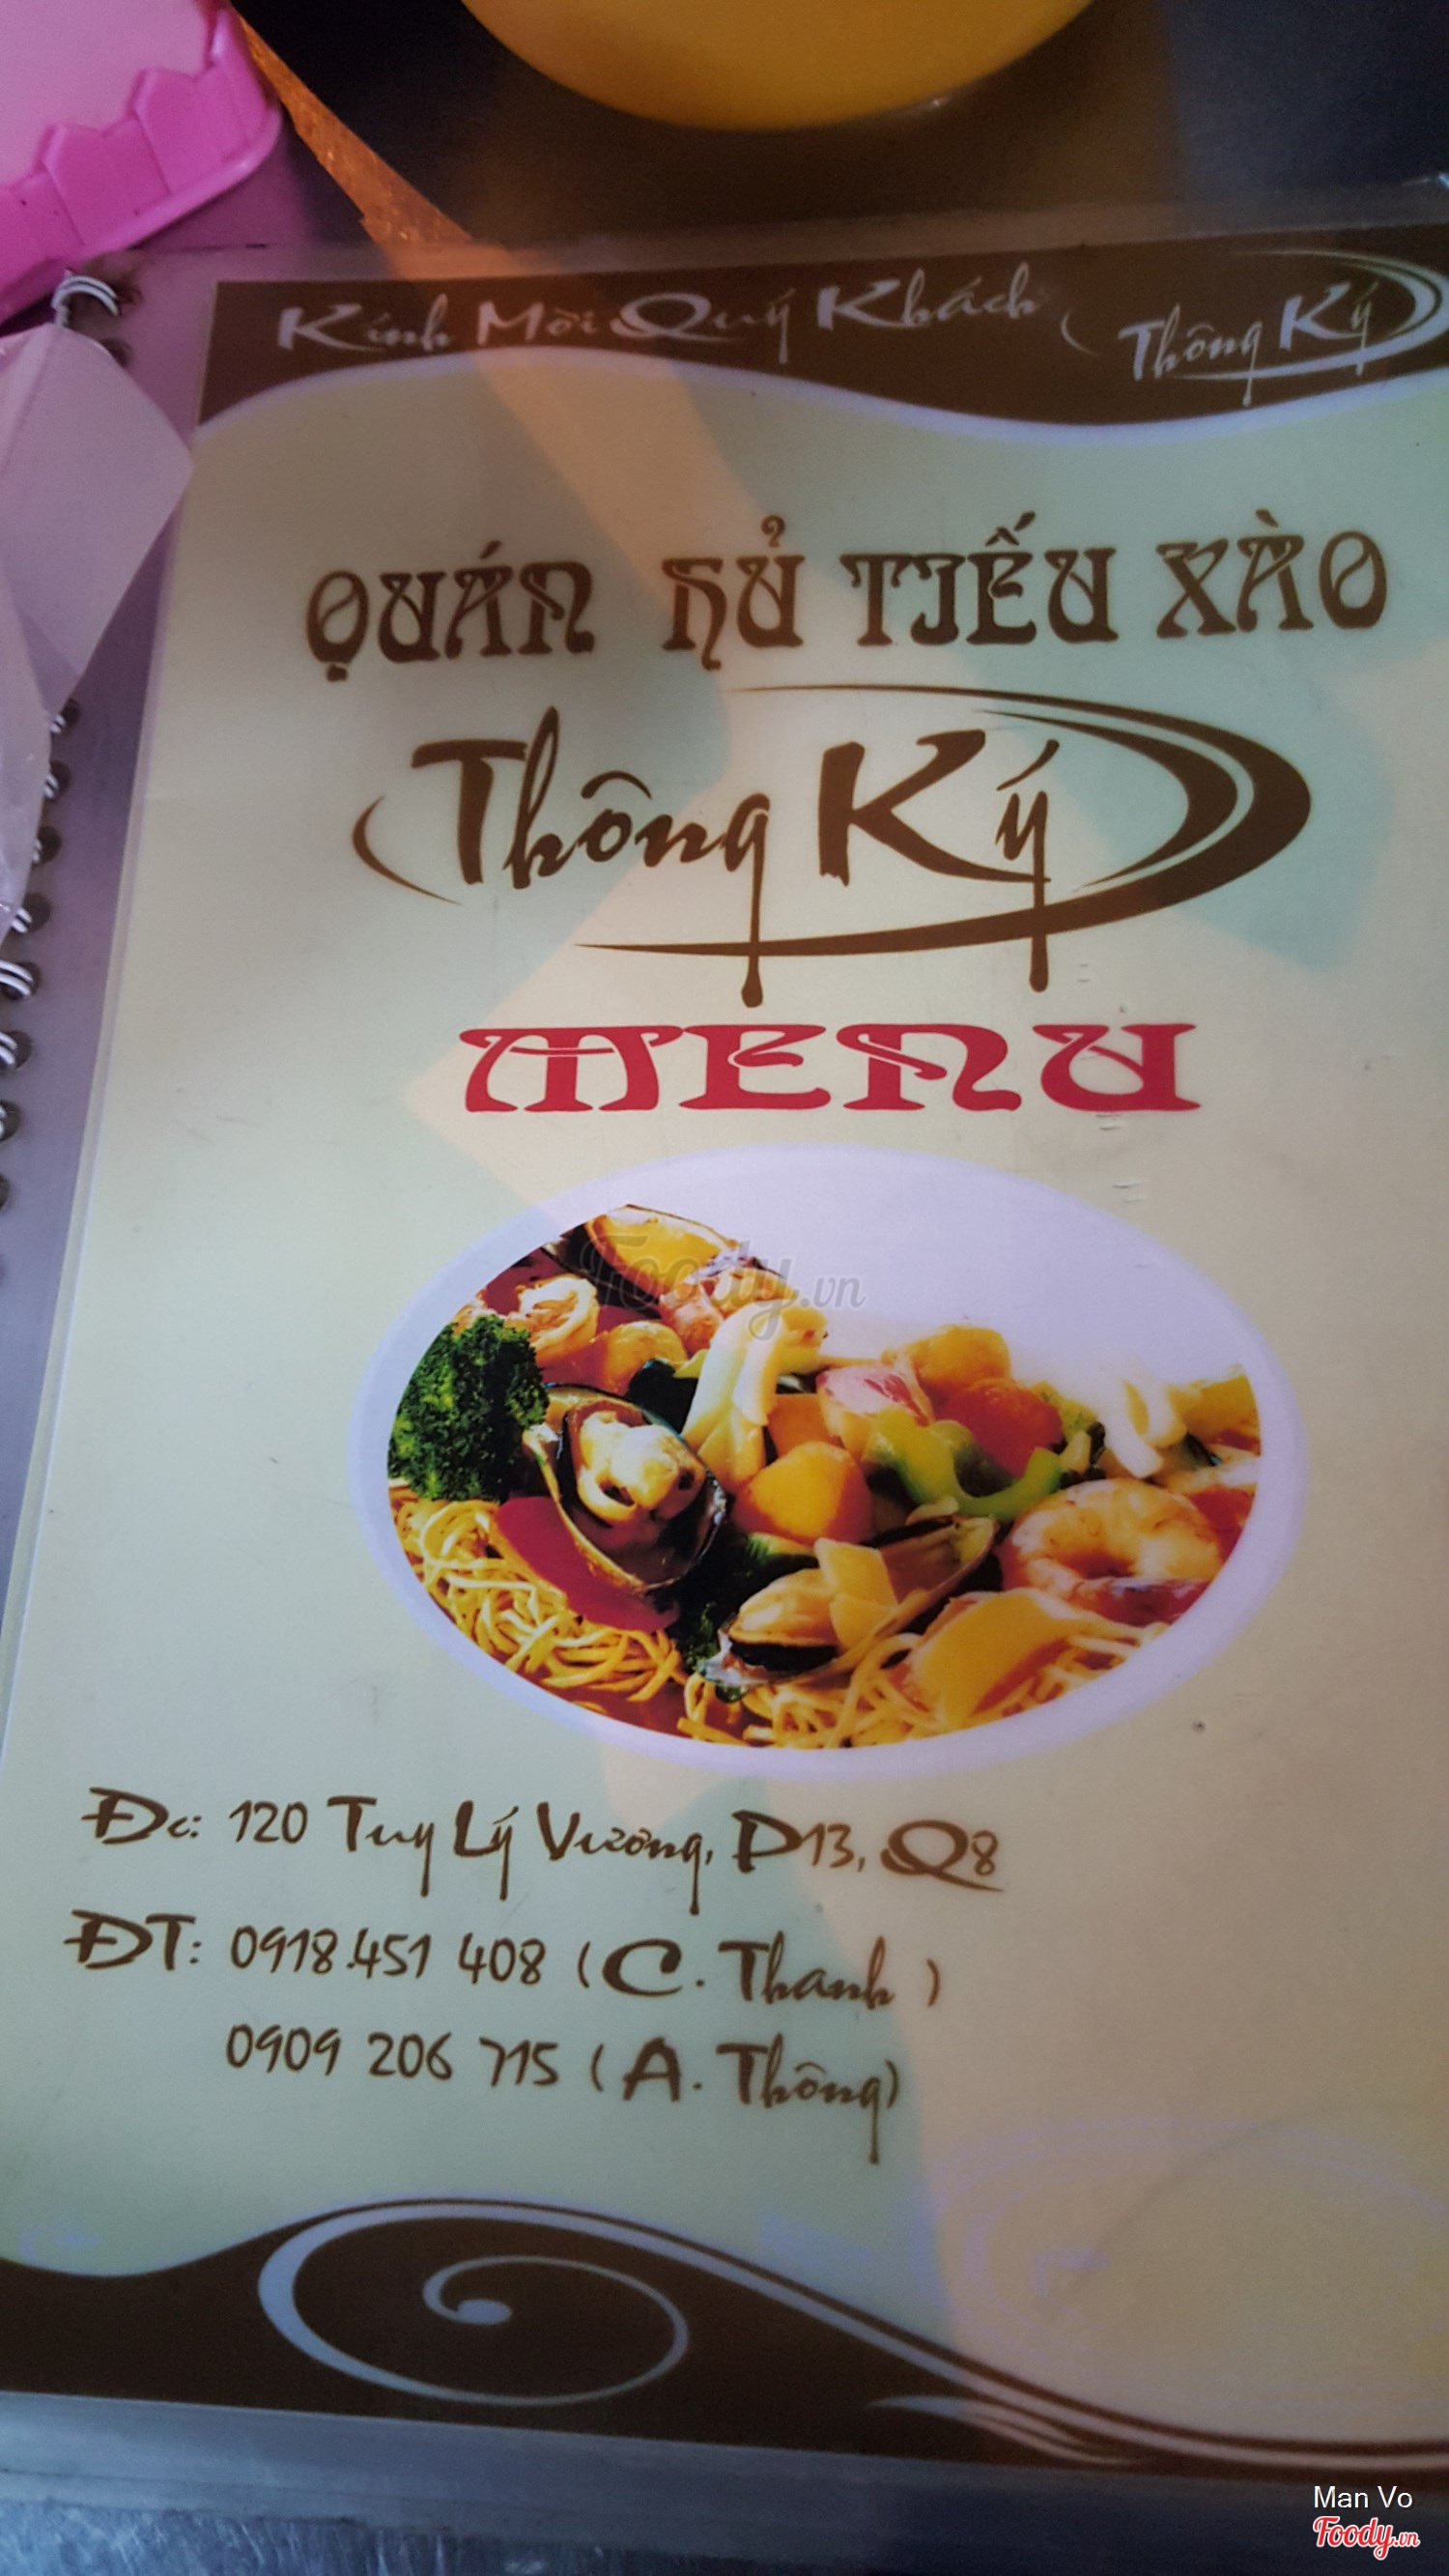 Kính Mời Quý Khách
Thông Ký
QUÁN HỦ TIẾU XÀO
Thông Ký
MENU
Foody.vn
Đc: 120 Tuy Lý Vương, P13, Q8
ĐT: 0918.451 408 (C. Thanh )
0909 206 715 (A. Thông)
Man Vo
Foody.vn